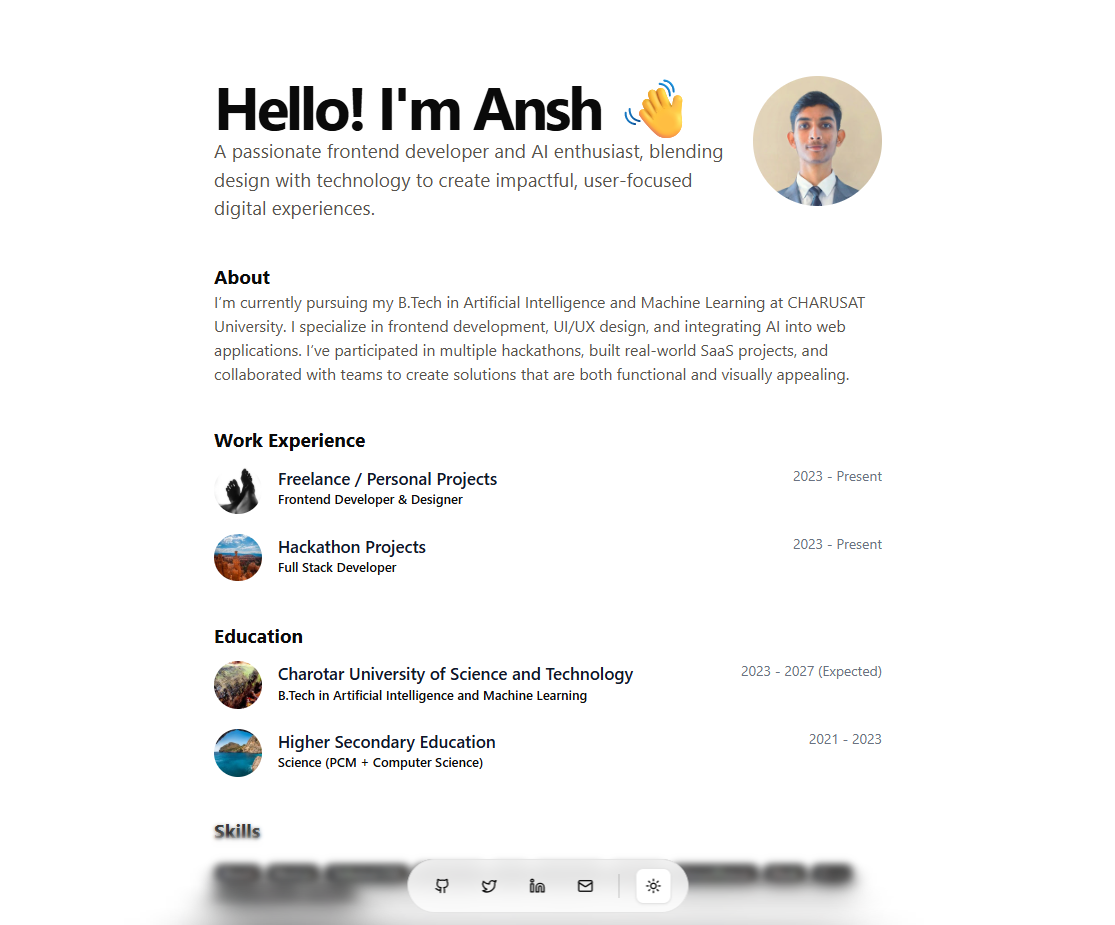 Hello! I'm Ansh 👋
A passionate frontend developer and AI enthusiast, blending
design with technology to create impactful, user-focused
digital experiences.
About
I’m currently pursuing my B.Tech in Artificial Intelligence and Machine Learning at CHARUSAT
University. I specialize in frontend development, UI/UX design, and integrating AI into web
applications. I’ve participated in multiple hackathons, built real-world SaaS projects, and
collaborated with teams to create solutions that are both functional and visually appealing.
Work Experience
Freelance / Personal Projects
2023 - Present
Frontend Developer & Designer
Hackathon Projects
2023 - Present
Full Stack Developer
Education
Charotar University of Science and Technology
2023 - 2027 (Expected)
B.Tech in Artificial Intelligence and Machine Learning
Higher Secondary Education
2021 - 2023
Science (PCM + Computer Science)
Skills